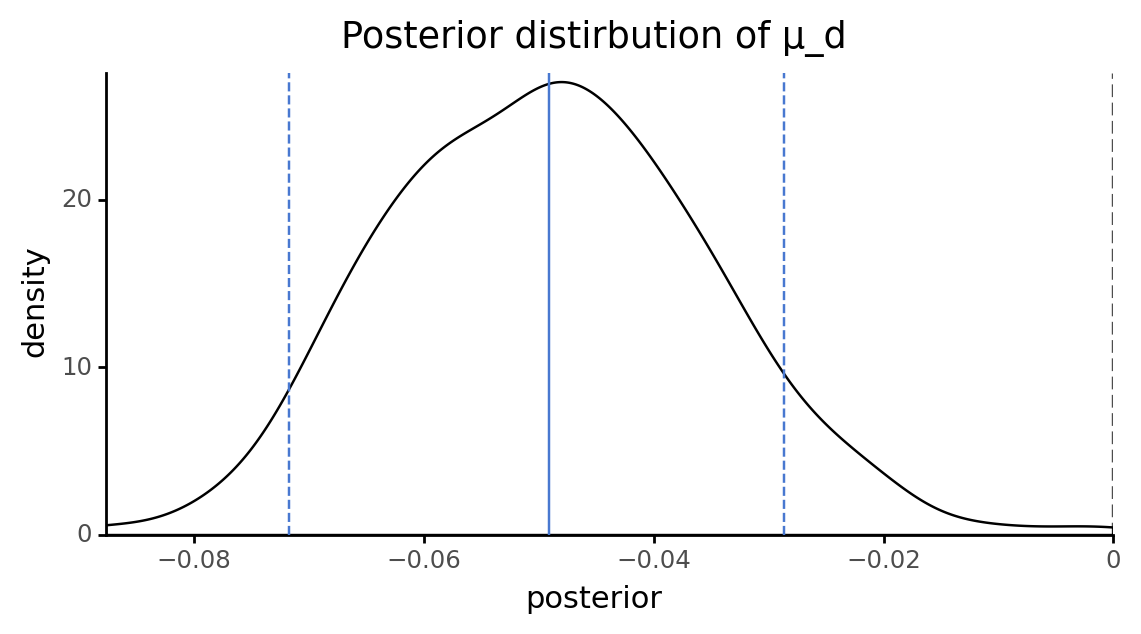 Posterior distirbution of μ_d
density
20
10
0
−0.08
−0.06
−0.04
−0.02
0
posterior